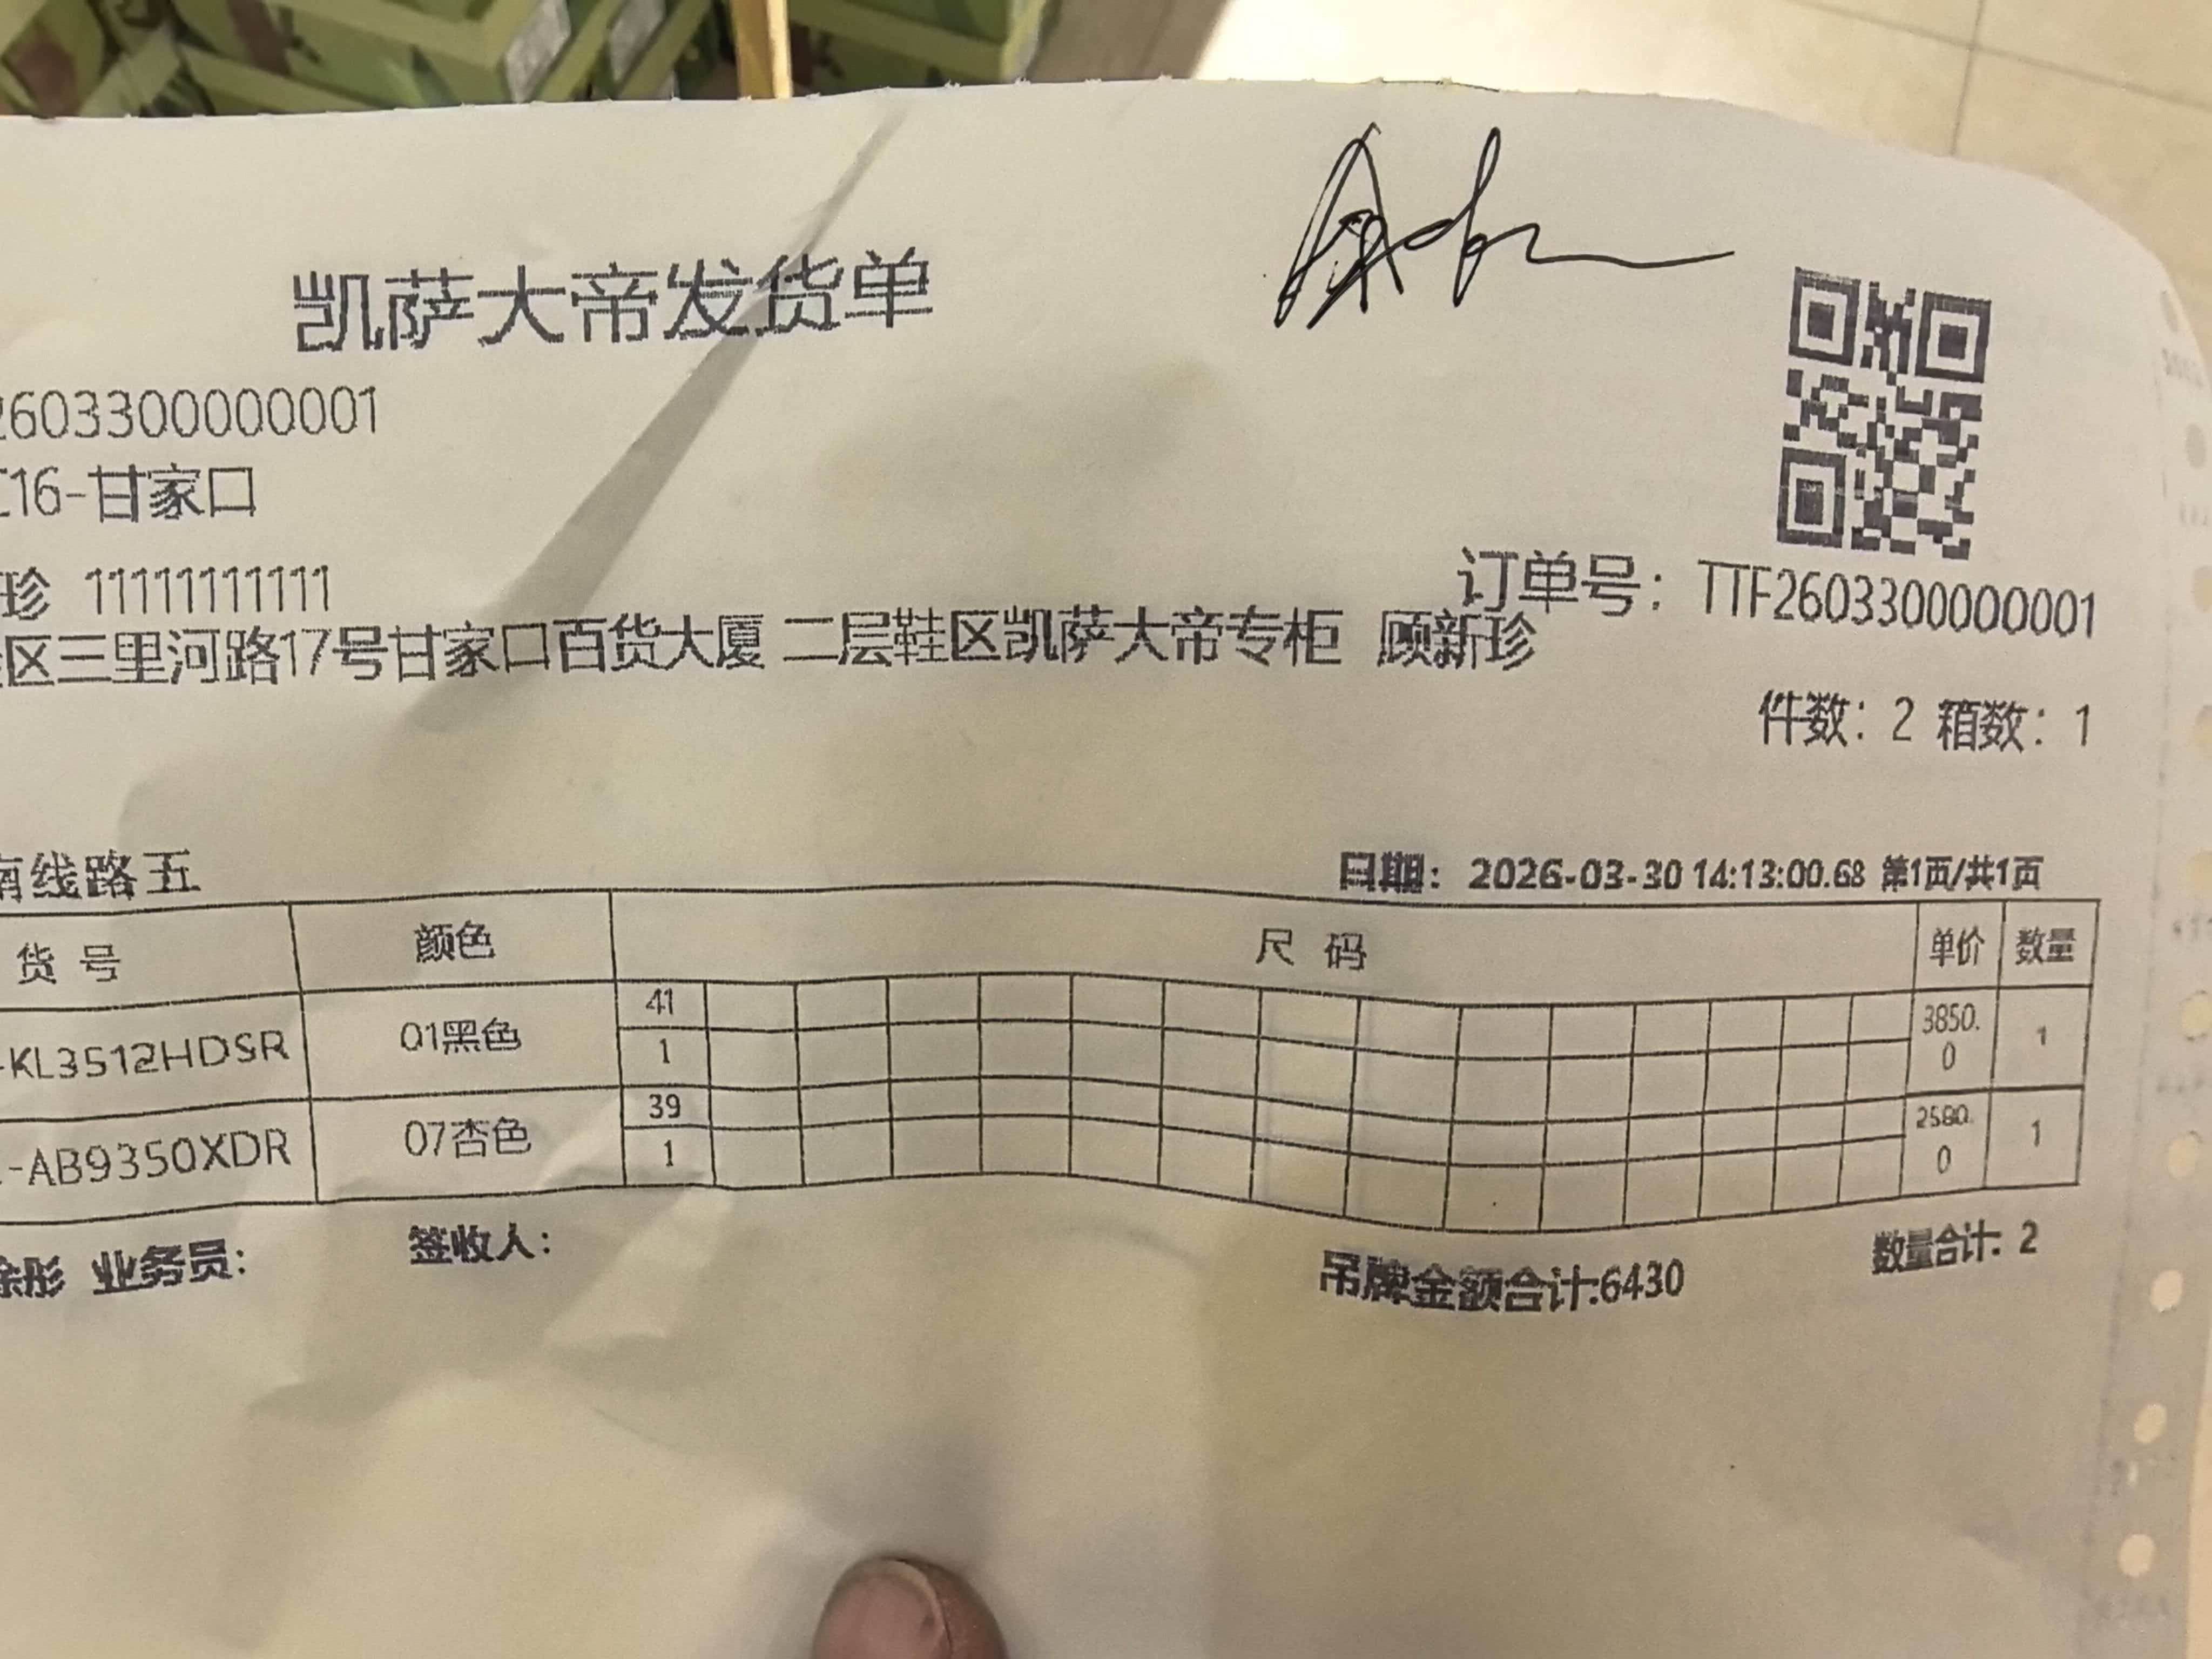 凯萨大帝发货单
2603300000001
16-甘家口
珍 11111111111
订单号：TTF2603300000001
区三里河路17号甘家口百货大厦 二层鞋区凯萨大帝专柜 顾新珍
件数：2 箱数：1
南线路五
日期：2026-03-30 14:13:00.68 第1页/共1页
货 号 颜色 尺 码 单价 数量
-KL3512HDSR 01黑色 41 1 3850.0 1
-AB9350XDR 07杏色 39 1 2580.0 1
彤 业务员: 签收人: 吊牌金额合计:6430 数量合计: 2